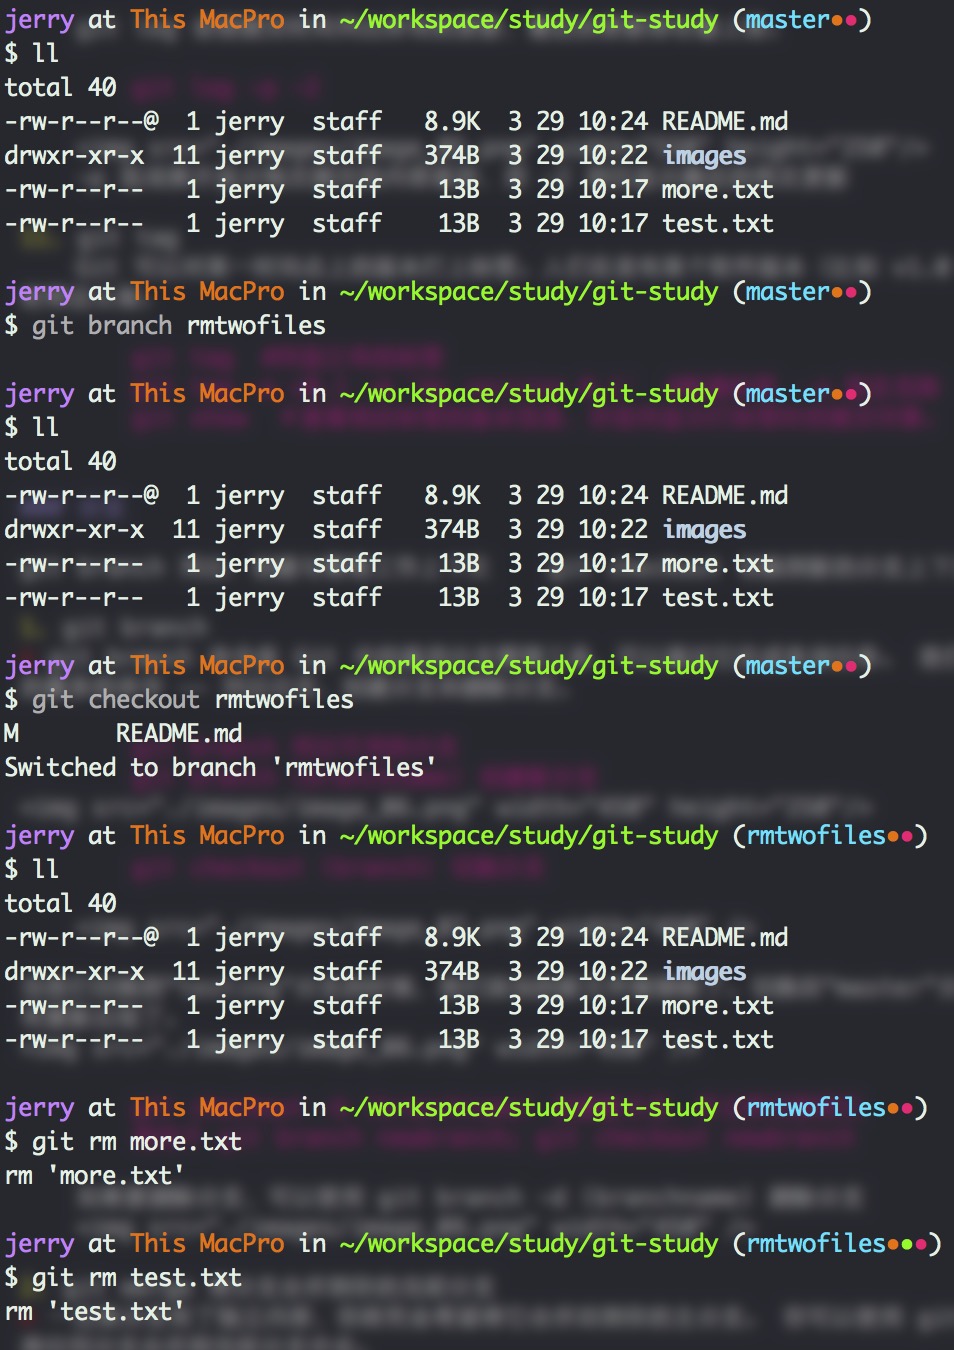 jerry at This MacPro in ~/workspace/study/git-study (master••)
$ ll
total 40
-rw-r--r--@  1 jerry  staff   8.9K  3 29 10:24 README.md
drwxr-xr-x  11 jerry  staff   374B  3 29 10:22 images
-rw-r--r--   1 jerry  staff    13B  3 29 10:17 more.txt
-rw-r--r--   1 jerry  staff    13B  3 29 10:17 test.txt
jerry at This MacPro in ~/workspace/study/git-study (master••)
$ git branch rmtwofiles
jerry at This MacPro in ~/workspace/study/git-study (master••)
$ ll
total 40
-rw-r--r--@  1 jerry  staff   8.9K  3 29 10:24 README.md
drwxr-xr-x  11 jerry  staff   374B  3 29 10:22 images
-rw-r--r--   1 jerry  staff    13B  3 29 10:17 more.txt
-rw-r--r--   1 jerry  staff    13B  3 29 10:17 test.txt
jerry at This MacPro in ~/workspace/study/git-study (master••)
$ git checkout rmtwofiles
M       README.md
Switched to branch 'rmtwofiles'
jerry at This MacPro in ~/workspace/study/git-study (rmtwofiles••)
$ ll
total 40
-rw-r--r--@  1 jerry  staff   8.9K  3 29 10:24 README.md
drwxr-xr-x  11 jerry  staff   374B  3 29 10:22 images
-rw-r--r--   1 jerry  staff    13B  3 29 10:17 more.txt
-rw-r--r--   1 jerry  staff    13B  3 29 10:17 test.txt
jerry at This MacPro in ~/workspace/study/git-study (rmtwofiles••)
$ git rm more.txt
rm 'more.txt'
jerry at This MacPro in ~/workspace/study/git-study (rmtwofiles•••)
$ git rm test.txt
rm 'test.txt'